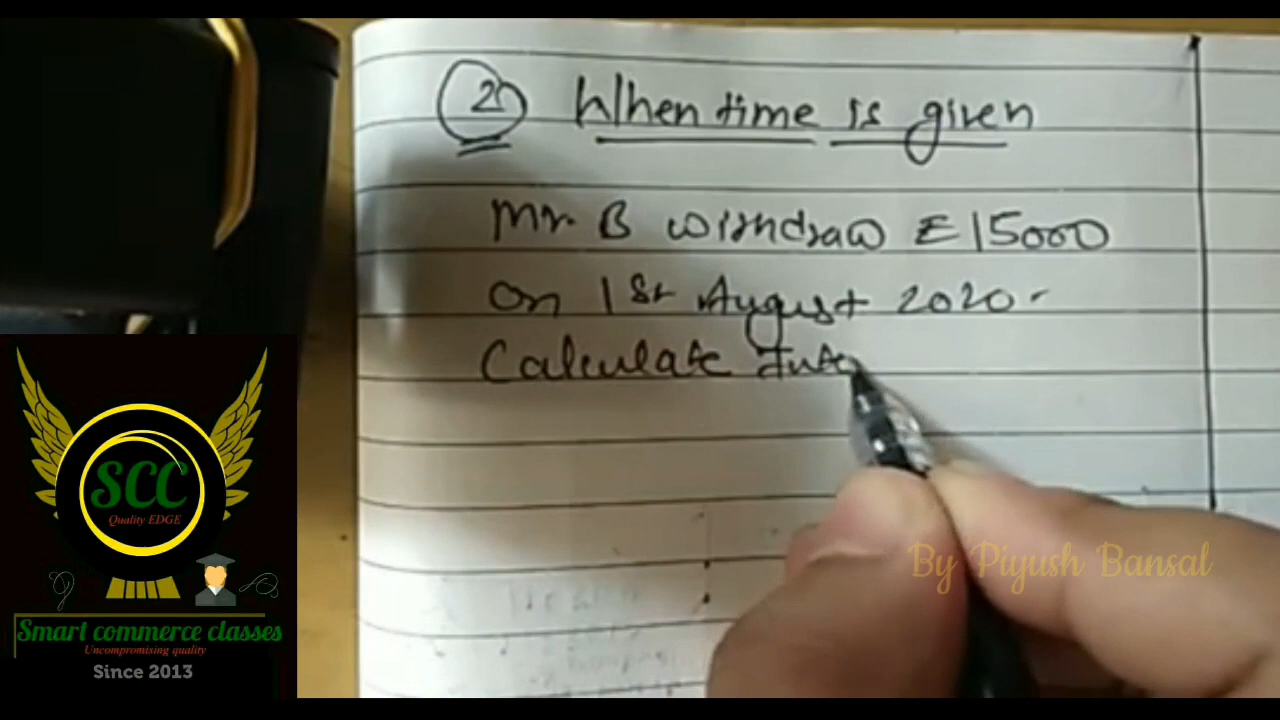 2 When time is given
Mr. B withdraw ₹15000
on 1st August 2020.
Calculate Inte
SCC
Quality EDGE
By Piyush Bansal
Smart commerce classes
Uncompromising quality
Since 2013